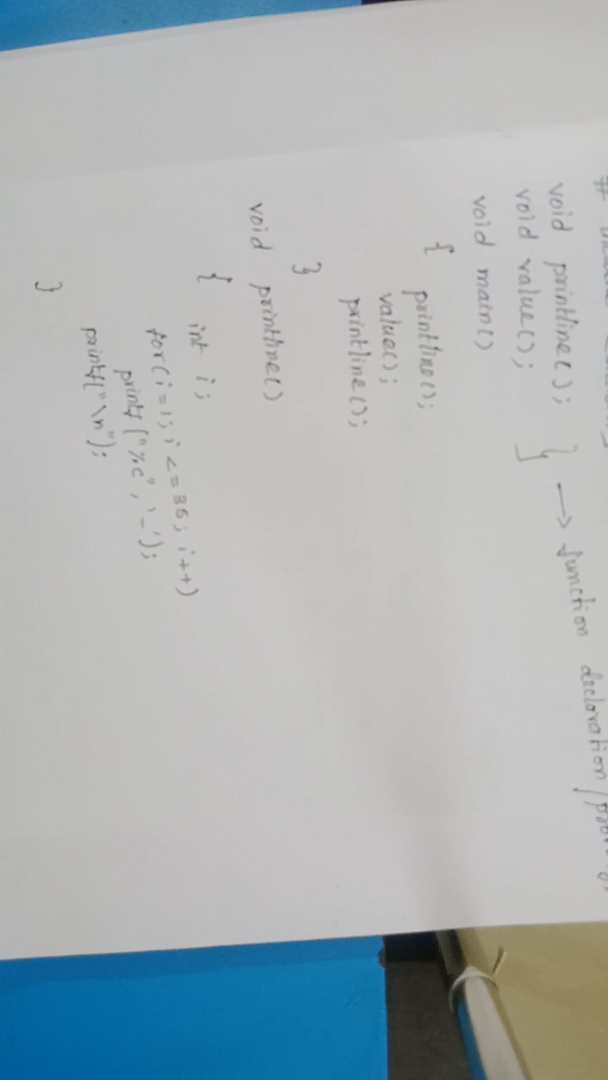 #
void printline();
void value(); } → function declaration/
void main()
{
printline();
value();
printline();
}
void printline()
{
int i;
for(i=1; i<=35; i++)
printf("%c", '-');
printf("\n");
}